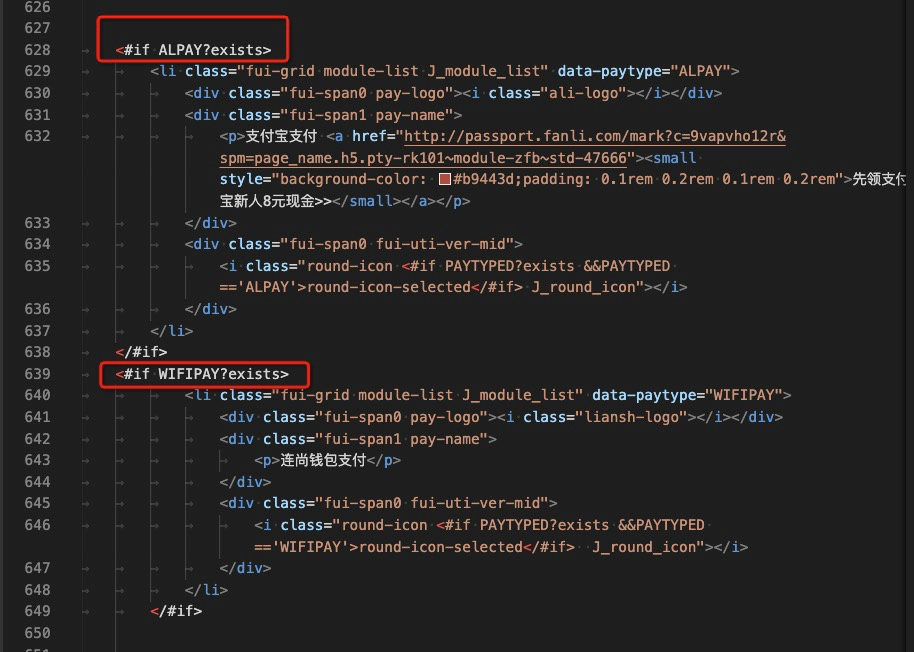 626
627
628 <#if ALPAY?exists>
629 <li class="fui-grid module-list J_module_list" data-paytype="ALPAY">
630 <div class="fui-span0 pay-logo"><i class="ali-logo"></i></div>
631 <div class="fui-span1 pay-name">
632 <p>支付宝支付 <a href="http://passport.fanli.com/mark?c=9vapvho12r&
spm=page_name.h5.pty-rk101~module-zfb~std-47666"><small
style="background-color: #b9443d;padding: 0.1rem 0.2rem 0.1rem 0.2rem">先领支付
宝新人8元现金>></small></a></p>
633 </div>
634 <div class="fui-span0 fui-uti-ver-mid">
635 <i class="round-icon <#if PAYTYPED?exists &&PAYTYPED
=='ALPAY'>round-icon-selected</#if> J_round_icon"></i>
636 </div>
637 </li>
638 </#if>
639 <#if WIFIPAY?exists>
640 <li class="fui-grid module-list J_module_list" data-paytype="WIFIPAY">
641 <div class="fui-span0 pay-logo"><i class="liansh-logo"></i></div>
642 <div class="fui-span1 pay-name">
643 <p>连尚钱包支付</p>
644 </div>
645 <div class="fui-span0 fui-uti-ver-mid">
646 <i class="round-icon <#if PAYTYPED?exists &&PAYTYPED
=='WIFIPAY'>round-icon-selected</#if>  J_round_icon"></i>
647 </div>
648 </li>
649 </#if>
650